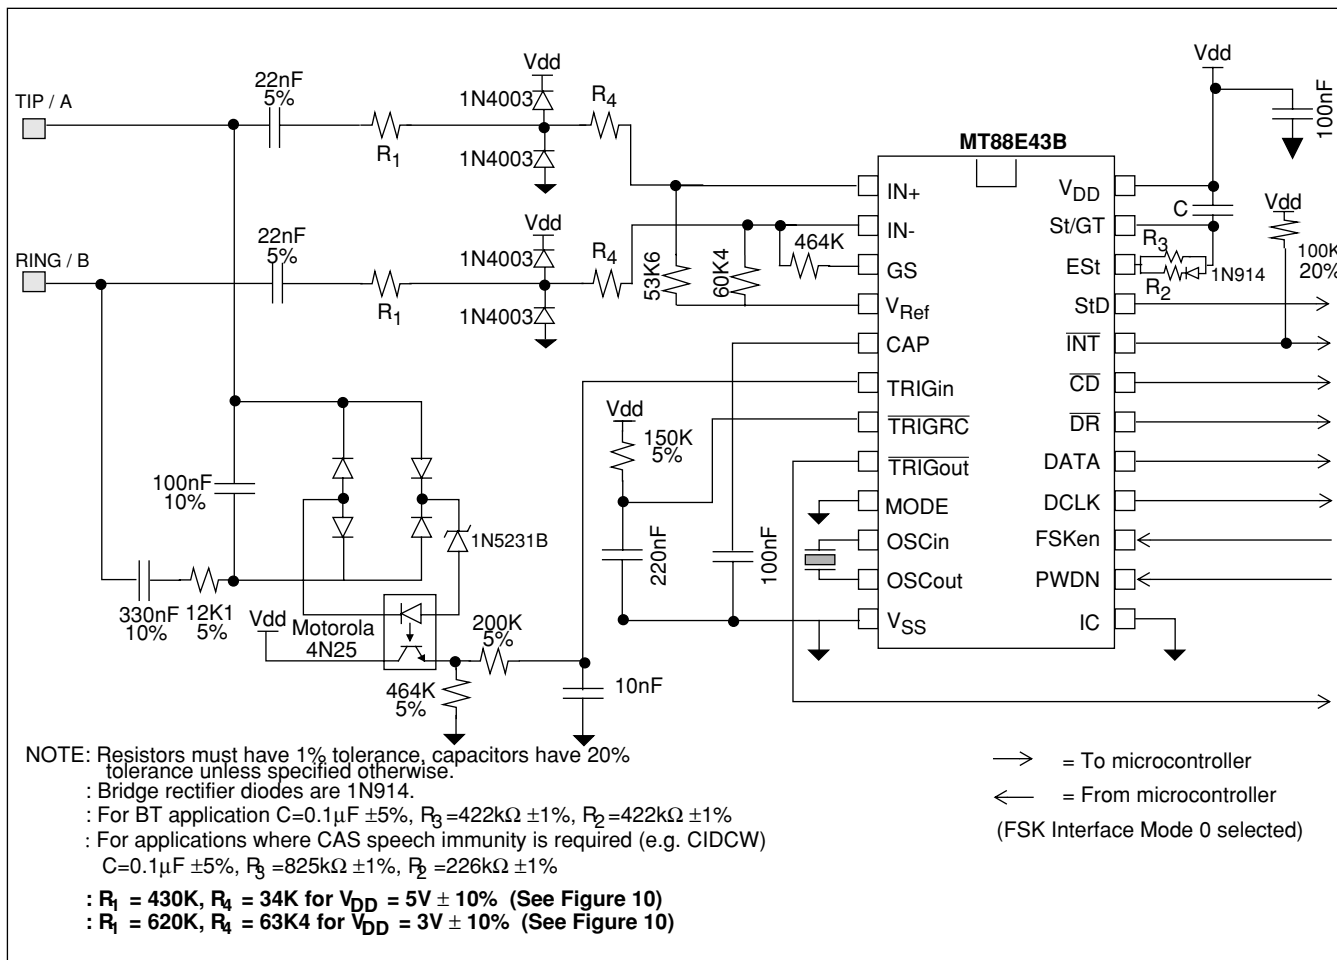 TIP / A
22nF
5%
R1
Vdd
1N4003
1N4003
R4
RING / B
22nF
5%
R1
Vdd
1N4003
1N4003
R4
53K6
60K4
464K
MT88E43B
IN+
IN-
GS
VRef
CAP
TRIGin
TRIGRC
TRIGout
MODE
OSCin
OSCout
VSS
VDD
St/GT
ESt
StD
INT
CD
DR
DATA
DCLK
FSKen
PWDN
IC
Vdd
100nF
C
R3
R2
1N914
Vdd
100K
20%
Vdd
150K
5%
220nF
100nF
100nF
10%
1N5231B
330nF
10%
12K1
5%
Vdd
Motorola
4N25
200K
5%
464K
5%
10nF
NOTE: Resistors must have 1% tolerance, capacitors have 20%
tolerance unless specified otherwise.
: Bridge rectifier diodes are 1N914.
: For BT application C=0.1µF ±5%, R3=422kΩ ±1%, R2=422kΩ ±1%
: For applications where CAS speech immunity is required (e.g. CIDCW)
C=0.1µF ±5%, R3=825kΩ ±1%, R2=226kΩ ±1%
: R1 = 430K, R4 = 34K for VDD = 5V ± 10% (See Figure 10)
: R1 = 620K, R4 = 63K4 for VDD = 3V ± 10% (See Figure 10)
= To microcontroller
= From microcontroller
(FSK Interface Mode 0 selected)